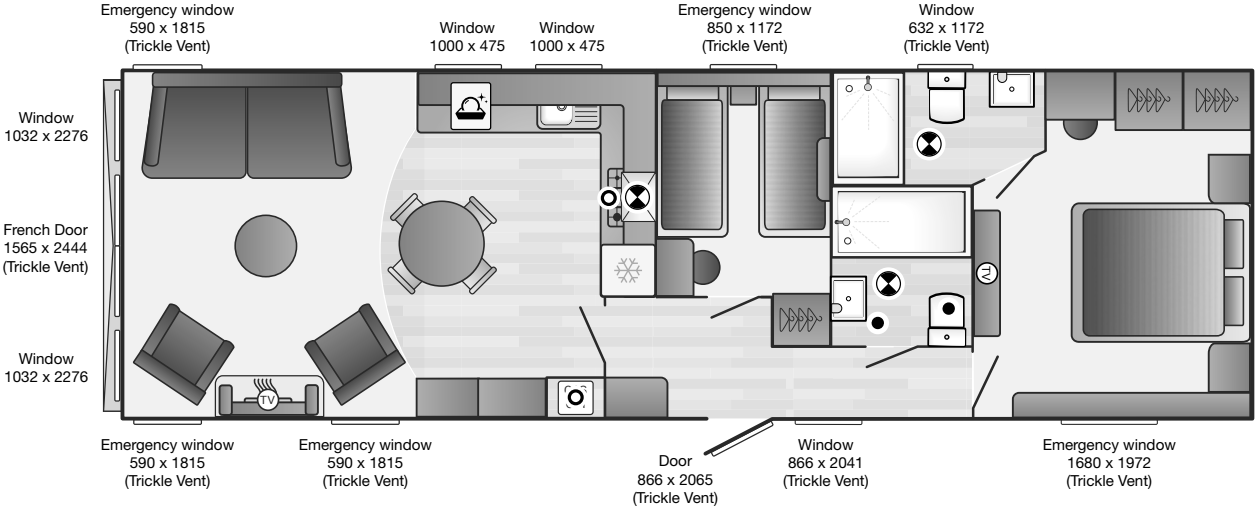 Emergency window
590 x 1815
(Trickle Vent)
Window
1000 x 475
Window
1000 x 475
Emergency window
850 x 1172
(Trickle Vent)
Window
632 x 1172
(Trickle Vent)
Window
1032 x 2276
French Door
1565 x 2444
(Trickle Vent)
Window
1032 x 2276
TV
TV
Emergency window
590 x 1815
(Trickle Vent)
Emergency window
590 x 1815
(Trickle Vent)
Door
866 x 2065
(Trickle Vent)
Window
866 x 2041
(Trickle Vent)
Emergency window
1680 x 1972
(Trickle Vent)